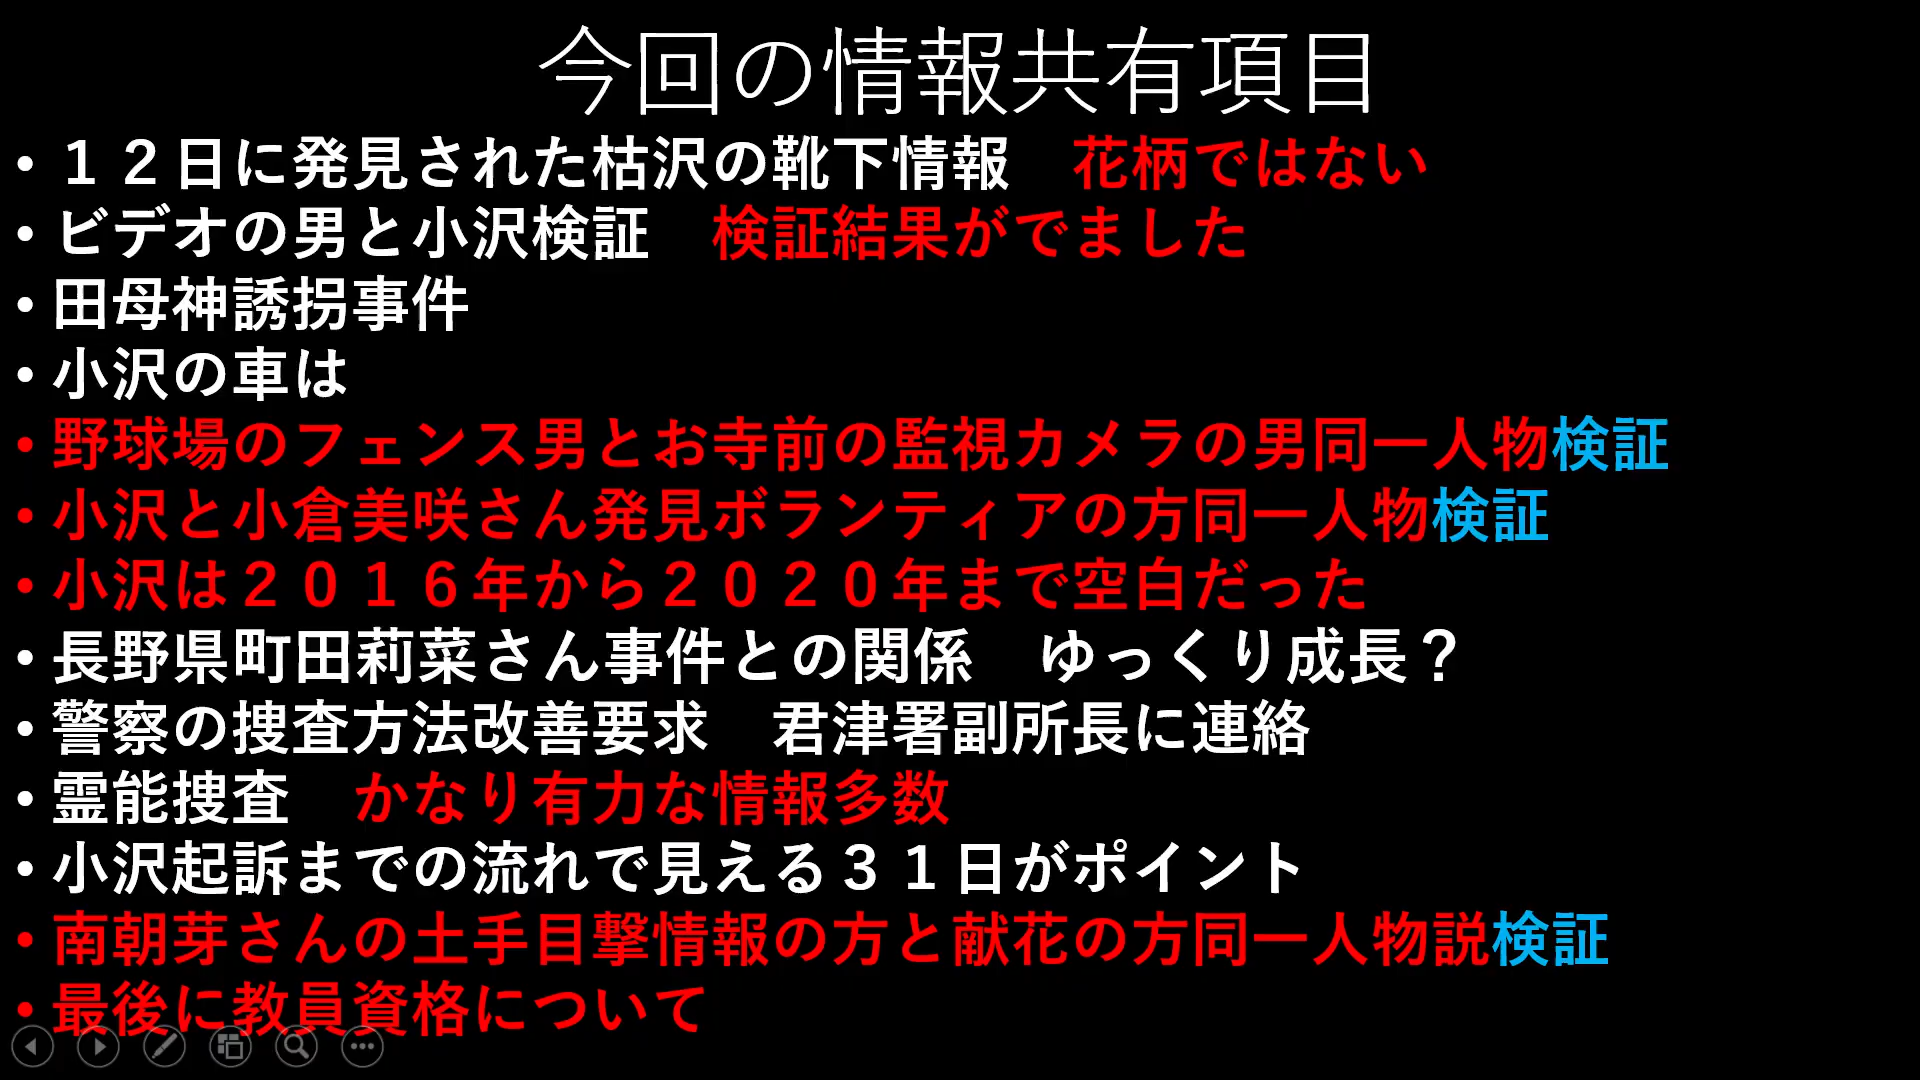 今回の情報共有項目
• １２日に発見された枯沢の靴下情報　花柄ではない
• ビデオの男と小沢検証　検証結果がでました
• 田母神誘拐事件
• 小沢の車は
• 野球場のフェンス男とお寺前の監視カメラの男同一人物検証
• 小沢と小倉美咲さん発見ボランティアの方同一人物検証
• 小沢は２０１６年から２０２０年まで空白だった
• 長野県町田莉菜さん事件との関係　ゆっくり成長？
• 警察の捜査方法改善要求　君津署副所長に連絡
• 霊能捜査　かなり有力な情報多数
• 小沢起訴までの流れで見える３１日がポイント
• 南朝芽さんの土手目撃情報の方と献花の方同一人物説検証
• 最後に教員資格について